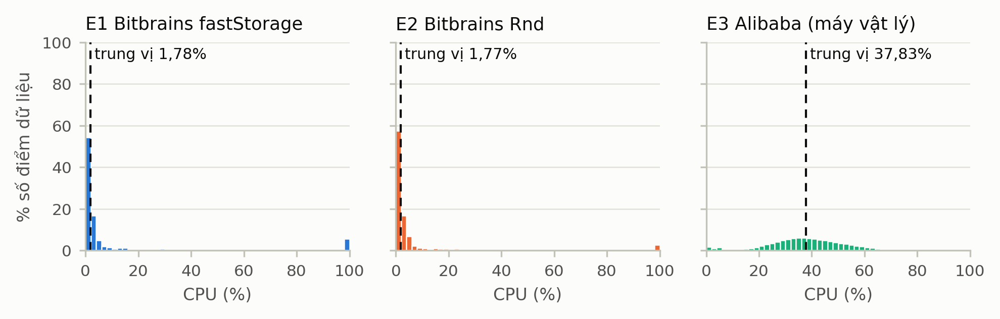 E1 Bitbrains fastStorage
E2 Bitbrains Rnd
E3 Alibaba (máy vật lý)
trung vị 1,78%
trung vị 1,77%
trung vị 37,83%
% số điểm dữ liệu
100
80
60
40
20
0
0 20 40 60 80 100
0 20 40 60 80 100
0 20 40 60 80 100
CPU (%)
CPU (%)
CPU (%)